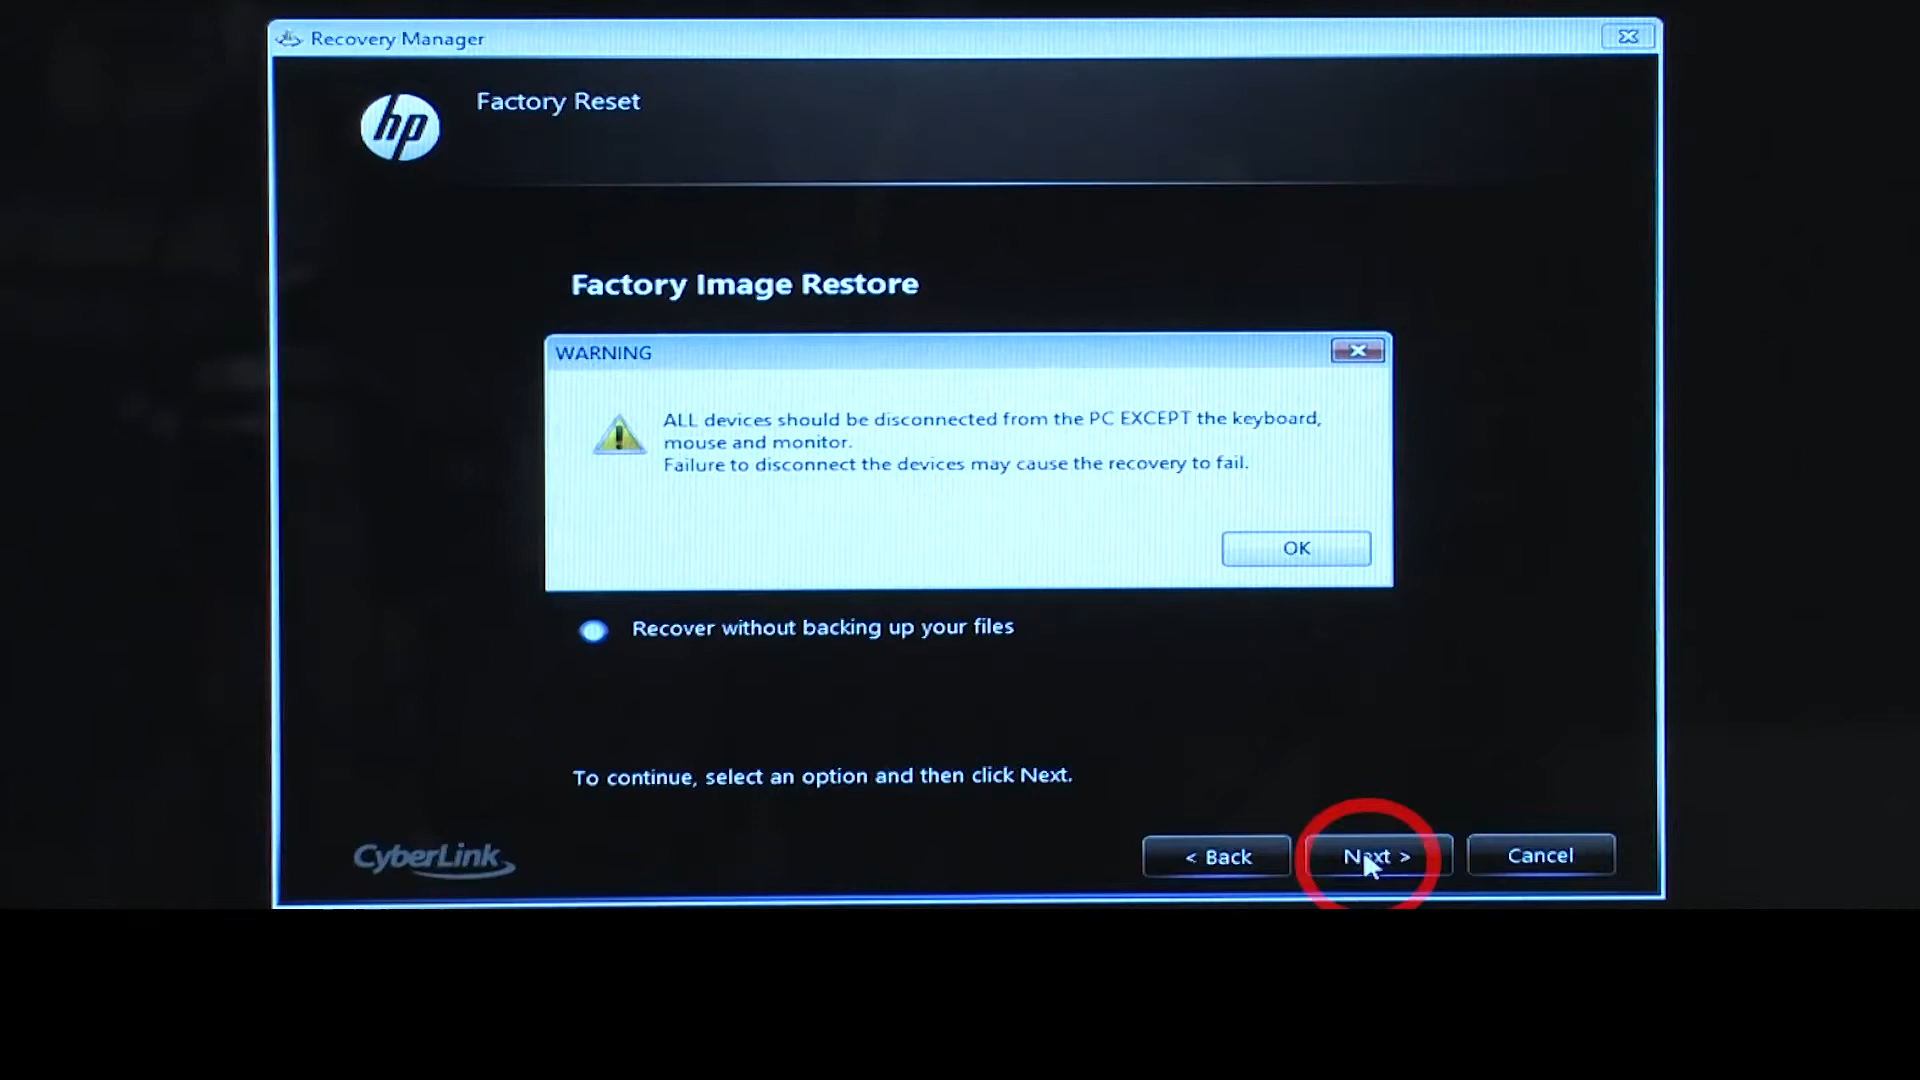 Recovery Manager
hp
Factory Reset
Factory Image Restore
WARNING
ALL devices should be disconnected from the PC EXCEPT the keyboard,
mouse and monitor.
Failure to disconnect the devices may cause the recovery to fail.
OK
Recover without backing up your files
To continue, select an option and then click Next.
CyberLink
< Back
Next >
Cancel